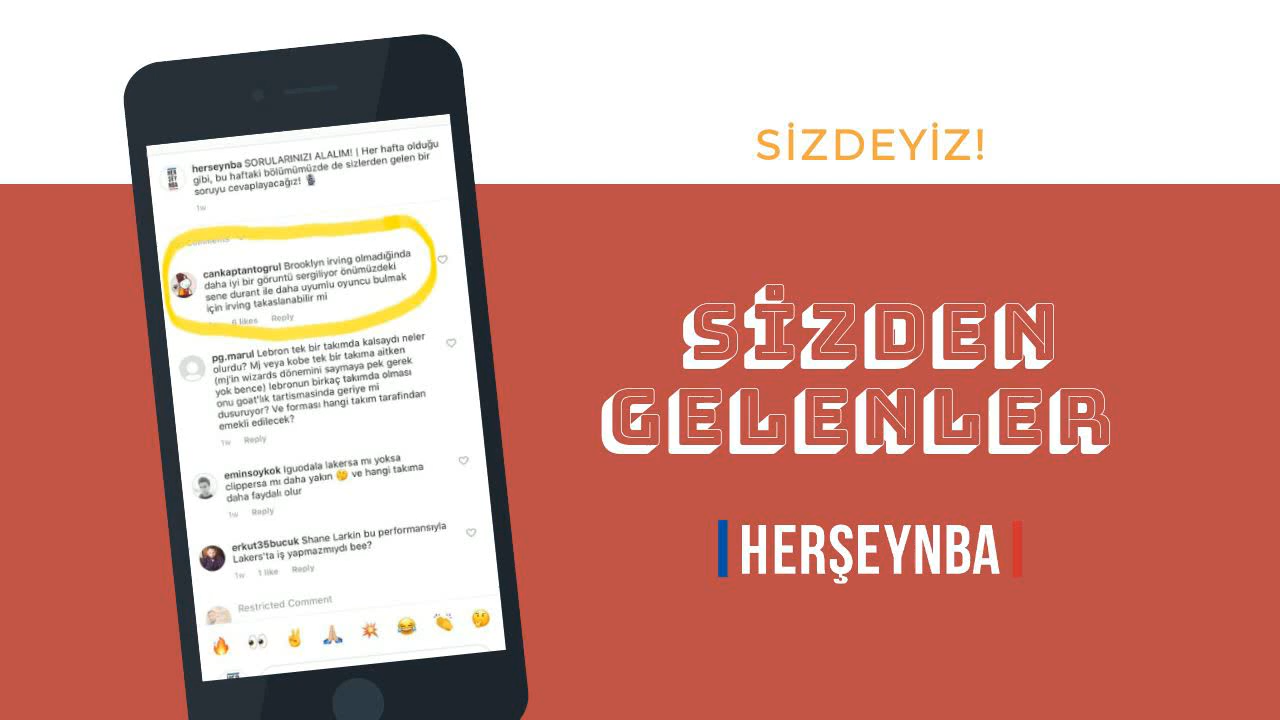 herseynba SORULARINIZI ALALIM! | Her hafta olduğu
gibi, bu haftaki bölümümüzde de sizlerden gelen bir
soruyu cevaplayacağız!
1w
cankaptantogrul Brooklyn irving olmadığında
daha iyi bir görüntü sergiliyor önümüzdeki
sene durant ile daha uyumlu oyuncu bulmak
için irving takaslanabilir mi
6 likes Reply
pg.marul Lebron tek bir takımda kalsaydı neler
olurdu? Mj veya kobe tek bir takıma aitken
(mj'in wizards dönemini saymaya pek gerek
yok bence) lebronun birkaç takımda olması
onu goat'lık tartismasinda geriye mi
dusuruyor? Ve forması hangi takım tarafından
emekli edilecek?
1w Reply
eminsoykok Iguodala lakersa mı yoksa
clippersa mı daha yakın 🤔 ve hangi takıma
daha faydalı olur
1w Reply
erkut35bucuk Shane Larkin bu performansıyla
Lakers'ta iş yapmazmıydı bee?
1w 1 like Reply
Restricted Comment
🔥 👀 ✌🏼 🙏🏼 💥 😂 👏 🤔
SİZDEYİZ!
SİZDEN
GELENLER
HERŞEYNBA